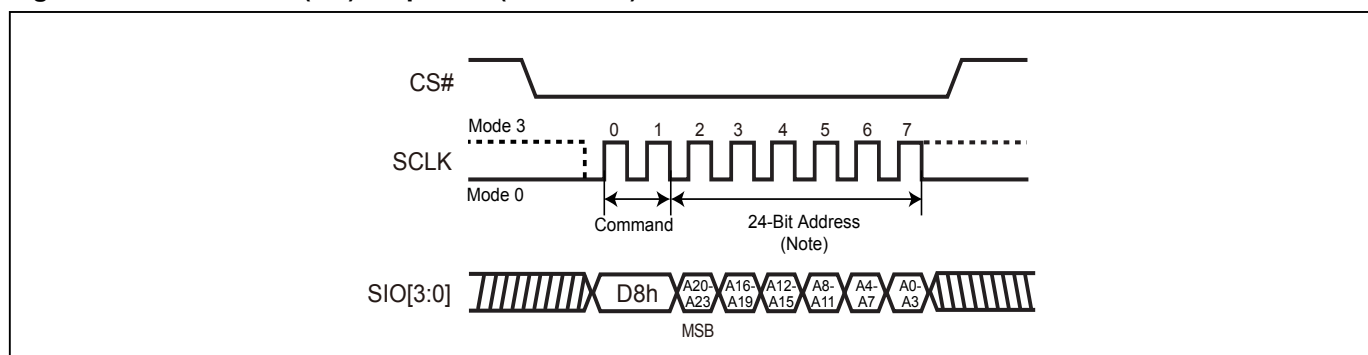 CS#
Mode 3
0 1 2 3 4 5 6 7
SCLK
Mode 0
Command
24-Bit Address
(Note)
SIO[3:0]
D8h
A20-
A23
A16-
A19
A12-
A15
A8-
A11
A4-
A7
A0-
A3
MSB